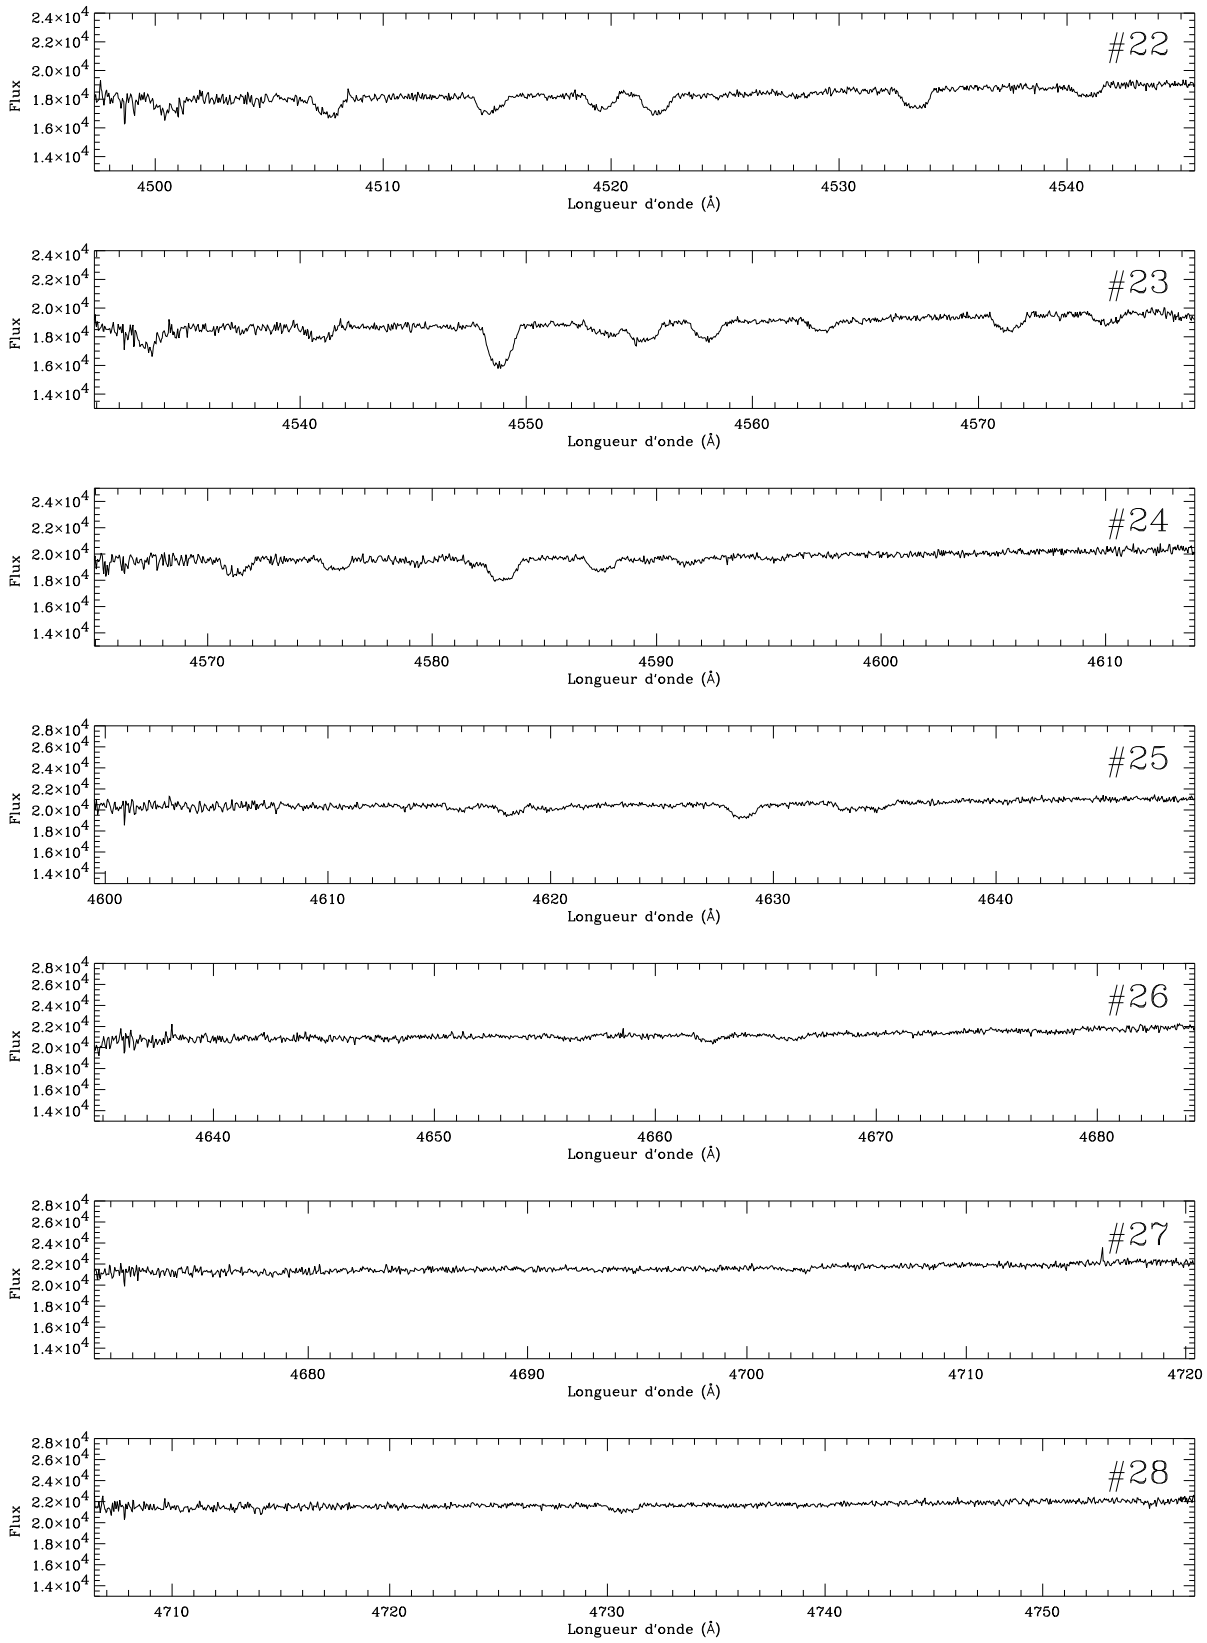 #22
2.4×10⁴
2.2×10⁴
2.0×10⁴
1.8×10⁴
1.6×10⁴
1.4×10⁴
Flux
4500 4510 4520 4530 4540
Longueur d'onde (Å)
#23
2.4×10⁴
2.2×10⁴
2.0×10⁴
1.8×10⁴
1.6×10⁴
1.4×10⁴
Flux
4540 4550 4560 4570
Longueur d'onde (Å)
#24
2.4×10⁴
2.2×10⁴
2.0×10⁴
1.8×10⁴
1.6×10⁴
1.4×10⁴
Flux
4570 4580 4590 4600 4610
Longueur d'onde (Å)
#25
2.8×10⁴
2.6×10⁴
2.4×10⁴
2.2×10⁴
2.0×10⁴
1.8×10⁴
1.6×10⁴
1.4×10⁴
Flux
4600 4610 4620 4630 4640
Longueur d'onde (Å)
#26
2.8×10⁴
2.6×10⁴
2.4×10⁴
2.2×10⁴
2.0×10⁴
1.8×10⁴
1.6×10⁴
1.4×10⁴
Flux
4640 4650 4660 4670 4680
Longueur d'onde (Å)
#27
2.8×10⁴
2.6×10⁴
2.4×10⁴
2.2×10⁴
2.0×10⁴
1.8×10⁴
1.6×10⁴
1.4×10⁴
Flux
4680 4690 4700 4710 4720
Longueur d'onde (Å)
#28
2.8×10⁴
2.6×10⁴
2.4×10⁴
2.2×10⁴
2.0×10⁴
1.8×10⁴
1.6×10⁴
1.4×10⁴
Flux
4710 4720 4730 4740 4750
Longueur d'onde (Å)